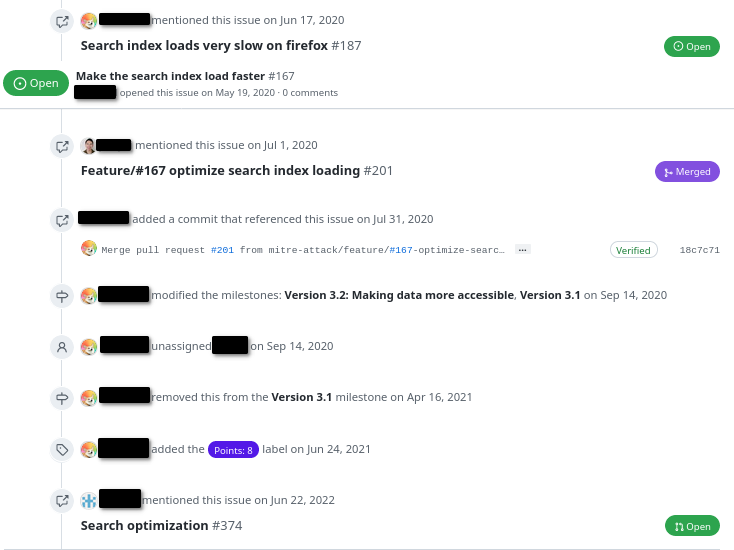 mentioned this issue on Jun 17, 2020
Search index loads very slow on firefox #187
Open
Open
Make the search index load faster #167
opened this issue on May 19, 2020 · 0 comments
mentioned this issue on Jul 1, 2020
Feature/#167 optimize search index loading #201
Merged
added a commit that referenced this issue on Jul 31, 2020
Merge pull request #201 from mitre-attack/feature/#167-optimize-searc… ... Verified 18c7c71
modified the milestones: Version 3.2: Making data more accessible, Version 3.1 on Sep 14, 2020
unassigned on Sep 14, 2020
removed this from the Version 3.1 milestone on Apr 16, 2021
added the Points: 8 label on Jun 24, 2021
mentioned this issue on Jun 22, 2022
Search optimization #374
Open